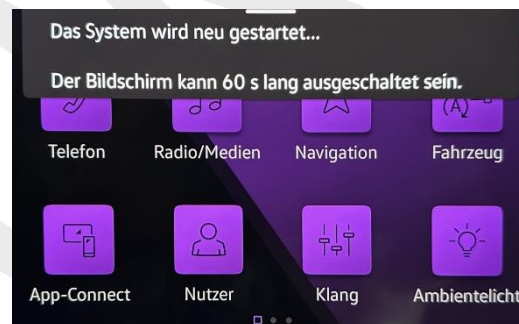 Das System wird neu gestartet...
Der Bildschirm kann 60 s lang ausgeschaltet sein.
Telefon Radio/Medien Navigation Fahrzeug
App-Connect Nutzer Klang Ambientelicht